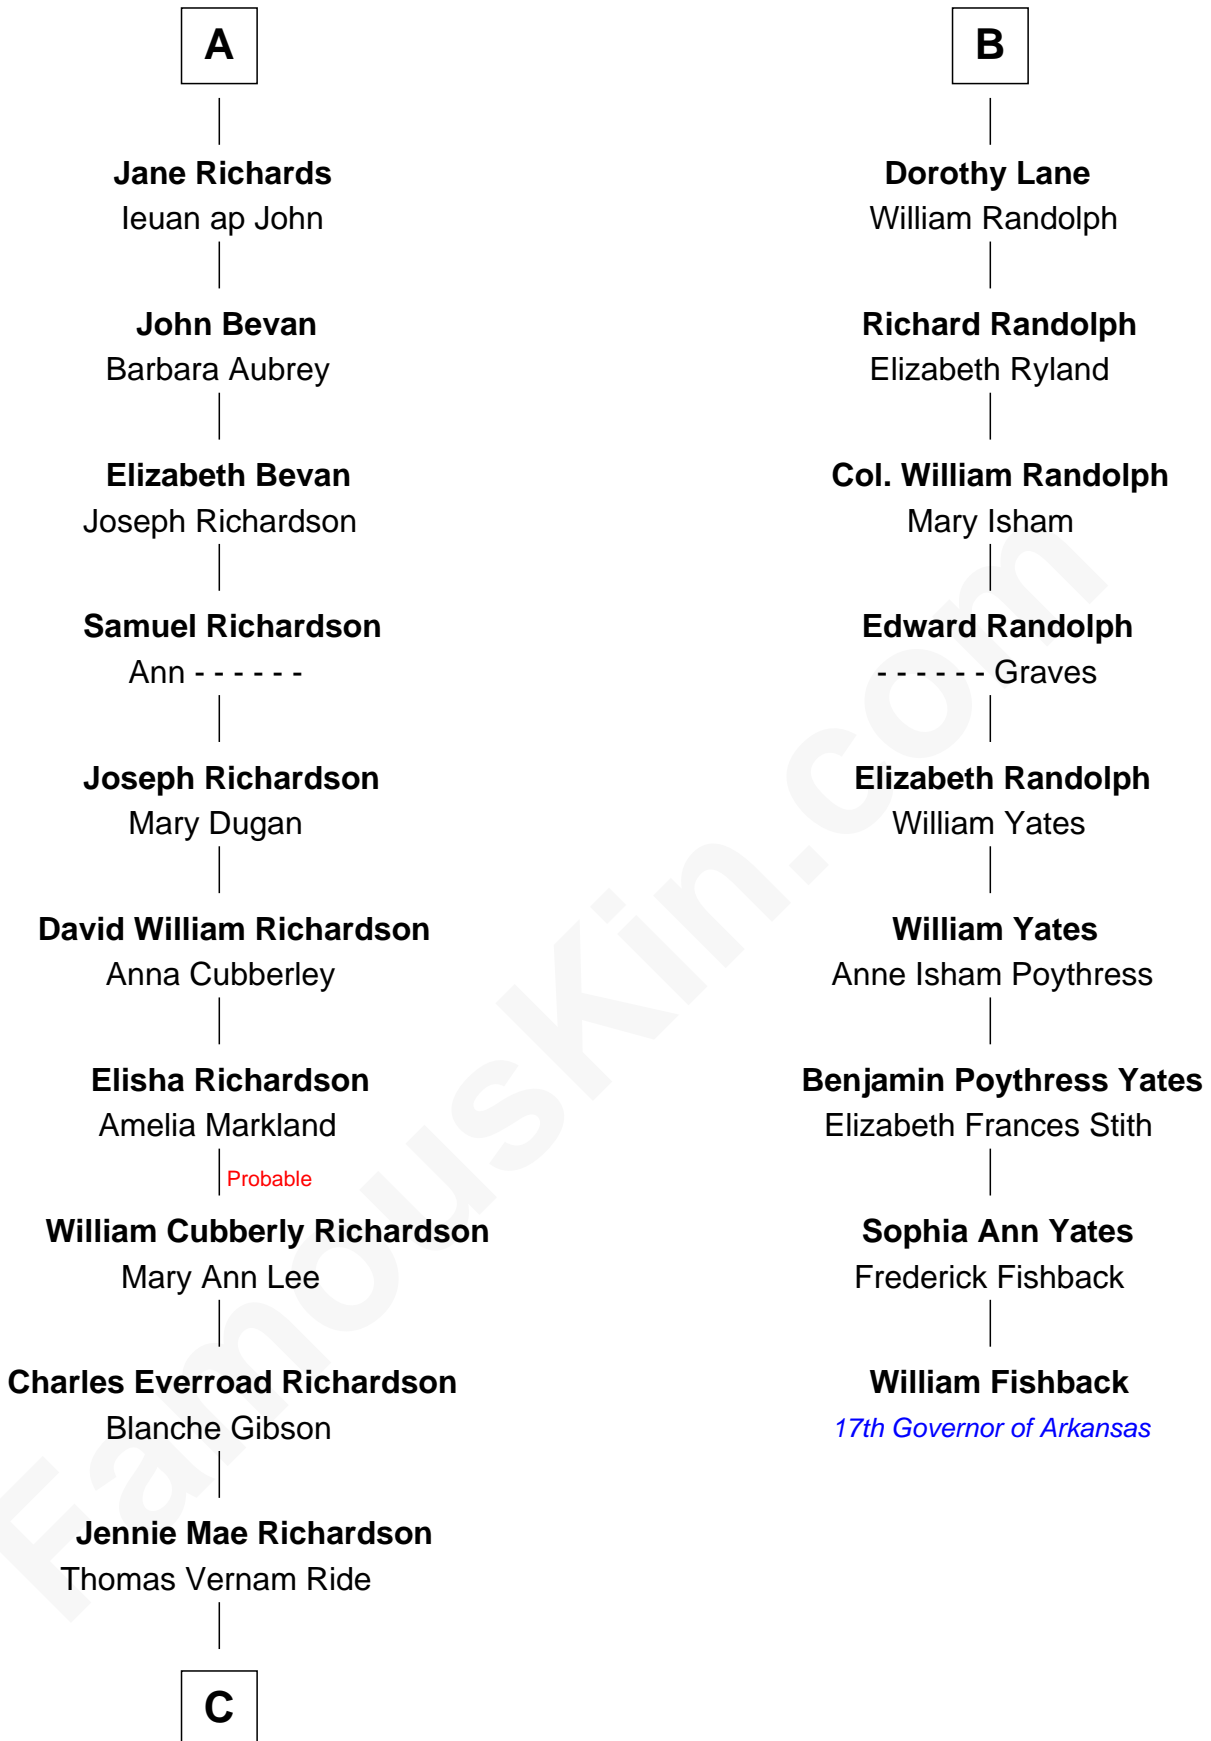 A
Jane Richards
Ieuan ap John
John Bevan
Barbara Aubrey
Elizabeth Bevan
Joseph Richardson
Samuel Richardson
Ann - - - - - -
Joseph Richardson
Mary Dugan
David William Richardson
Anna Cubberley
Elisha Richardson
Amelia Markland
Probable
William Cubberly Richardson
Mary Ann Lee
Charles Everroad Richardson
Blanche Gibson
Jennie Mae Richardson
Thomas Vernam Ride
C
B
Dorothy Lane
William Randolph
Richard Randolph
Elizabeth Ryland
Col. William Randolph
Mary Isham
Edward Randolph
- - - - - - Graves
Elizabeth Randolph
William Yates
William Yates
Anne Isham Poythress
Benjamin Poythress Yates
Elizabeth Frances Stith
Sophia Ann Yates
Frederick Fishback
William Fishback
17th Governor of Arkansas
FamousKin.com